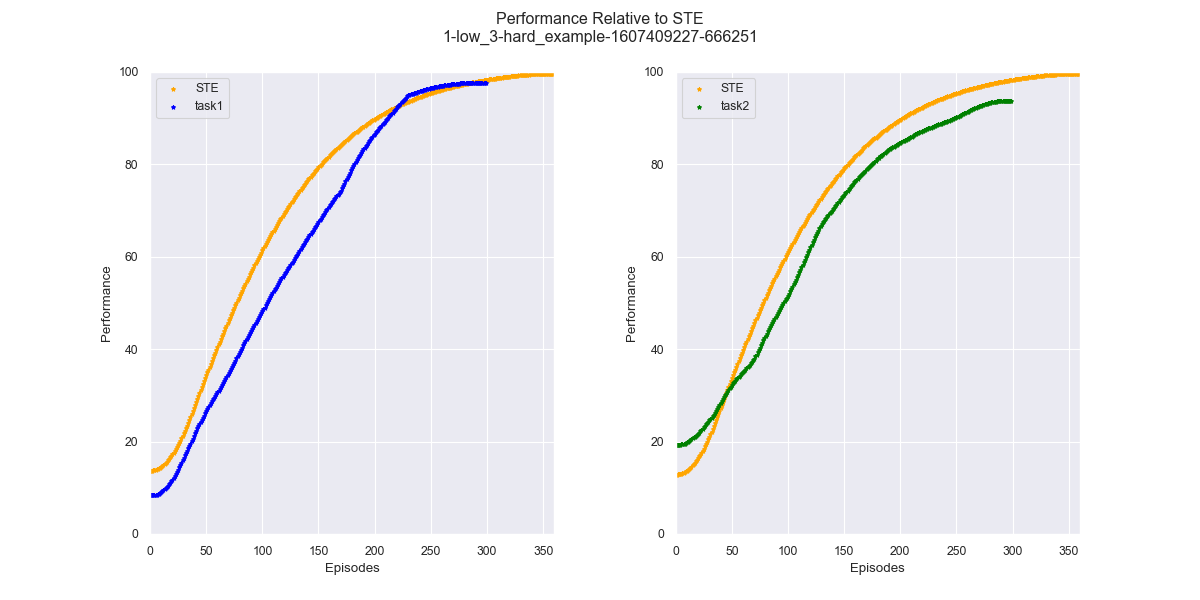 Performance Relative to STE
1-low_3-hard_example-1607409227-666251
STE
task1
100
80
60
40
20
0
Performance
0 50 100 150 200 250 300 350
Episodes
STE
task2
100
80
60
40
20
0
Performance
0 50 100 150 200 250 300 350
Episodes